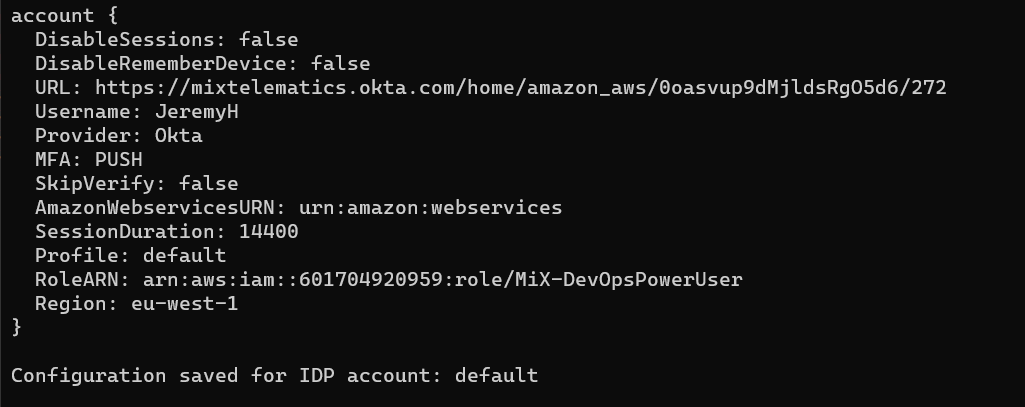 account {
  DisableSessions: false
  DisableRememberDevice: false
  URL: https://mixtelematics.okta.com/home/amazon_aws/0oasvup9dMjldsRgO5d6/272
  Username: JeremyH
  Provider: Okta
  MFA: PUSH
  SkipVerify: false
  AmazonWebservicesURN: urn:amazon:webservices
  SessionDuration: 14400
  Profile: default
  RoleARN: arn:aws:iam::601704920959:role/MiX-DevOpsPowerUser
  Region: eu-west-1
}
Configuration saved for IDP account: default